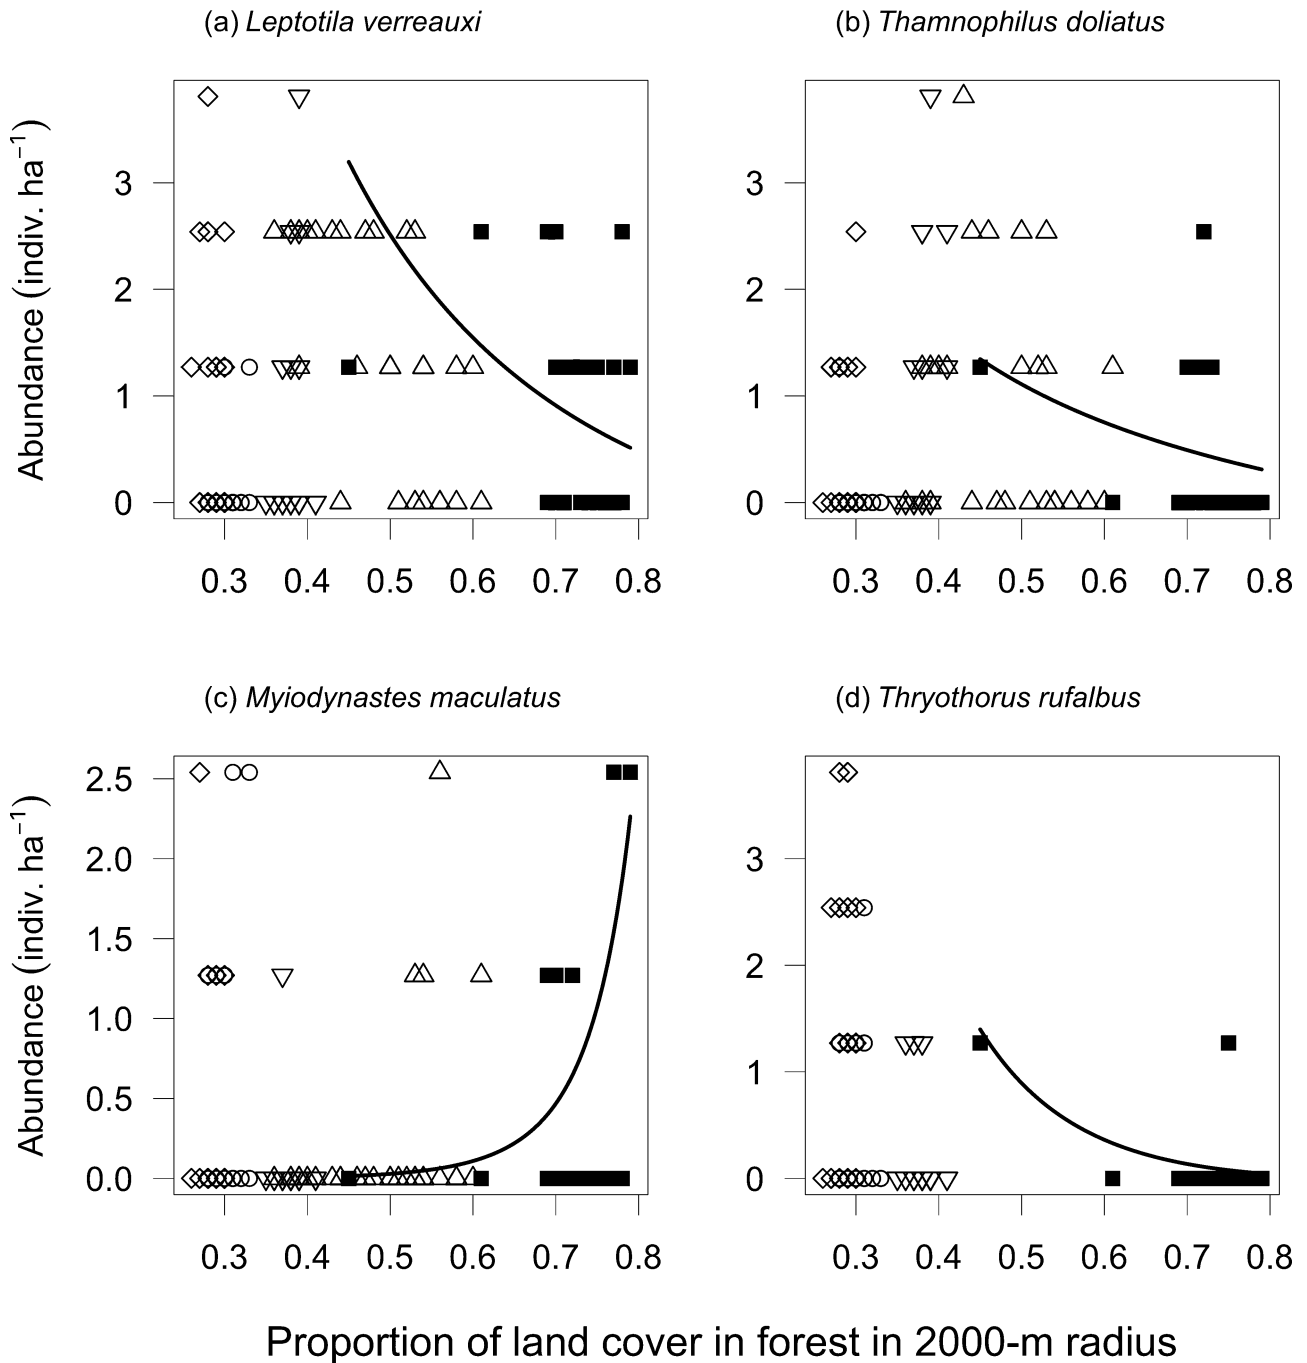 (a) Leptotila verreauxi
(b) Thamnophilus doliatus
Abundance (indiv. ha−1)
3
2
1
0
0.3 0.4 0.5 0.6 0.7 0.8
3
2
1
0
0.3 0.4 0.5 0.6 0.7 0.8
(c) Myiodynastes maculatus
(d) Thryothorus rufalbus
Abundance (indiv. ha−1)
2.5
2.0
1.5
1.0
0.5
0.0
0.3 0.4 0.5 0.6 0.7 0.8
3
2
1
0
0.3 0.4 0.5 0.6 0.7 0.8
Proportion of land cover in forest in 2000-m radius